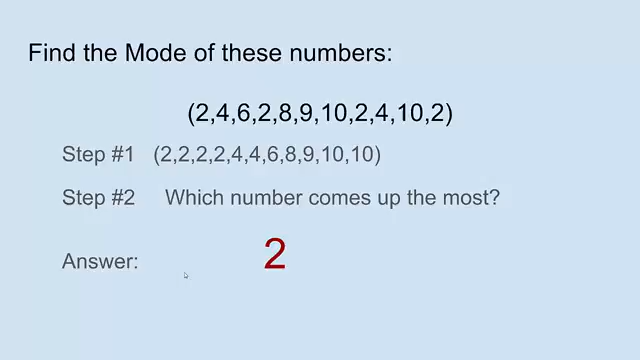 Find the Mode of these numbers:
(2,4,6,2,8,9,10,2,4,10,2)
Step #1 (2,2,2,2,4,4,6,8,9,10,10)
Step #2 Which number comes up the most?
Answer: 2